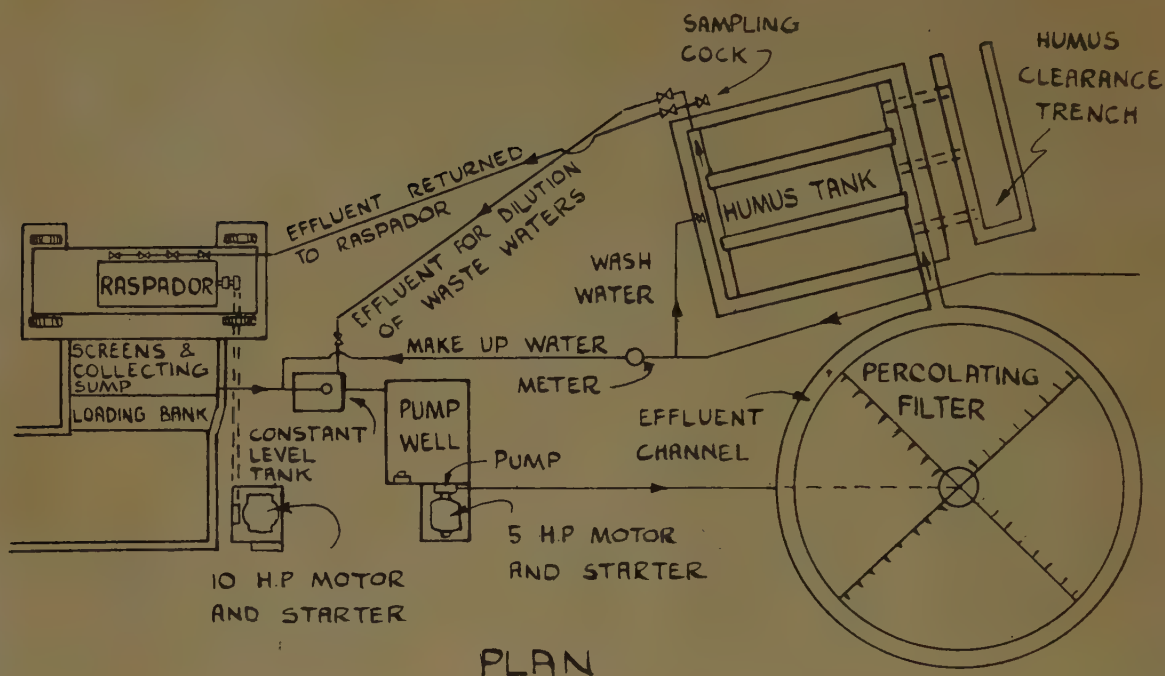 SAMPLING
COCK
HUMUS
CLEARANCE
TRENCH
EFFLUENT RETURNED
TO RASPADOR
EFFLUENT FOR DILUTION
OF WASTE WATERS
HUMUS TANK
RASPADOR
WASH
WATER
SCREENS &
COLLECTING
SUMP
LOADING BANK
MAKE UP WATER
METER
CONSTANT
LEVEL
TANK
PUMP
WELL
PUMP
EFFLUENT
CHANNEL
PERCOLATING
FILTER
10 H.P MOTOR
AND STARTER
5 H.P MOTOR
AND STARTER
PLAN